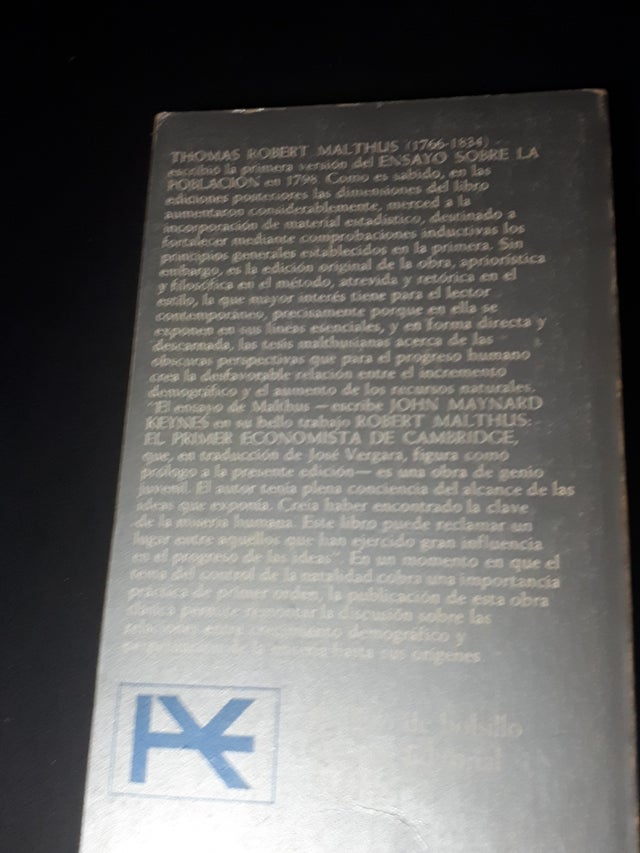 THOMAS ROBERT MALTHUS (1766-1834)
escribió la primera versión del ENSAYO SOBRE LA
POBLACIÓN en 1798. Como es sabido, en las
ediciones posteriores las dimensiones del libro
aumentaron considerablemente, merced a la
incorporación de material estadístico, destinado a
fortalecer mediante comprobaciones inductivas los
principios generales establecidos en la primera. Sin
embargo, es la edición original de la obra, apriorística
y filosófica en el método, atrevida y retórica en el
estilo, la que mayor interés tiene para el lector
contemporáneo, precisamente porque en ella se
exponen en sus líneas esenciales, y en forma directa y
descarnada, las tesis malthusianas acerca de las
obscuras perspectivas que para el progreso humano
crea la desfavorable relación entre el incremento
demográfico y el aumento de los recursos naturales.
"El ensayo de Malthus —escribe JOHN MAYNARD
KEYNES en su bello trabajo ROBERT MALTHUS:
EL PRIMER ECONOMISTA DE CAMBRIDGE,
que, en traducción de José Vergara, figura como
prólogo a la presente edición— es una obra de genio
juvenil. El autor tenía plena conciencia del alcance de las
ideas que exponía. Creía haber encontrado la clave
de la miseria humana. Este libro puede reclamar un
lugar entre aquellos que han ejercido gran influencia
en el progreso de las ideas". En un momento en que el
tema del control de la natalidad cobra una importancia
práctica de primer orden, la publicación de esta obra
clásica permite remontar la discusión sobre las
relaciones entre crecimiento demográfico y
de la miseria hasta sus orígenes
de bolsillo
Editorial